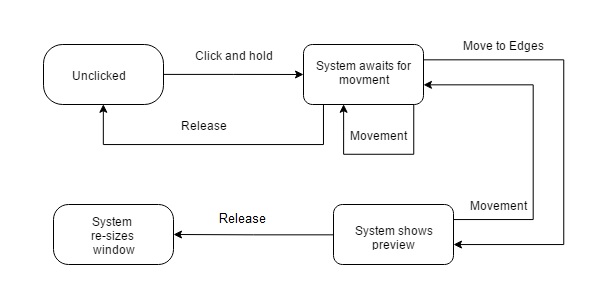 Move to Edges
Click and hold
Unclicked
System awaits for
movment
Release
Movement
Movement
System
re-sizes
window
Release
System shows
preview